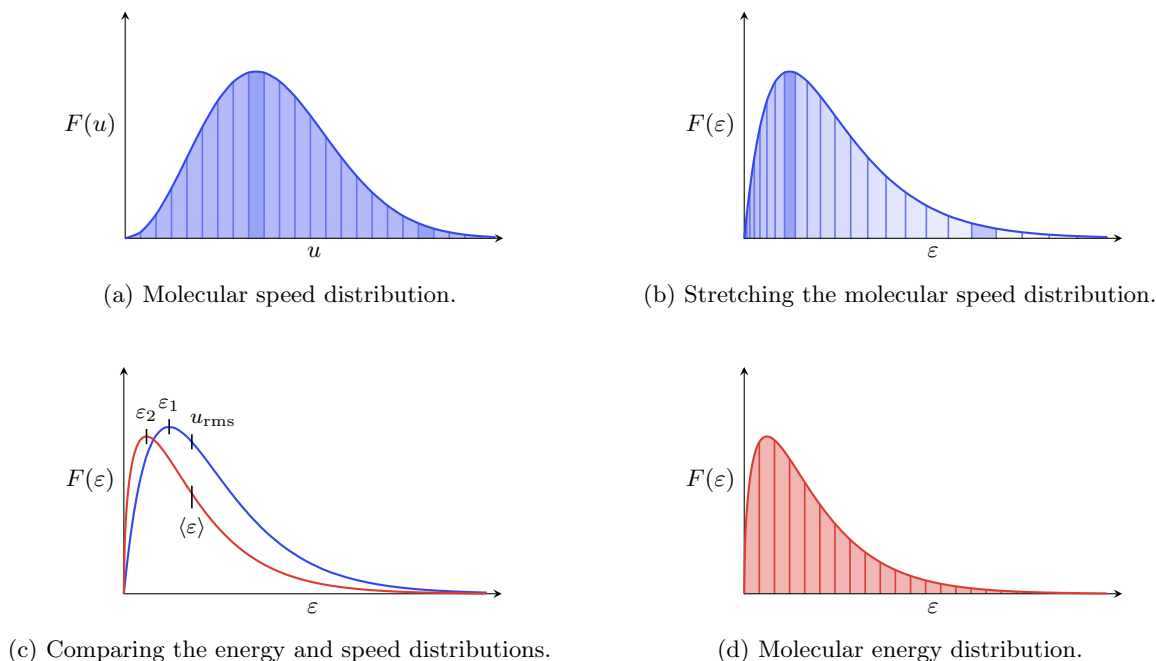 F(u)
u
(a) Molecular speed distribution.
F(ε)
ε
(b) Stretching the molecular speed distribution.
ε₂
ε₁
u_rms
F(ε)
⟨ε⟩
ε
(c) Comparing the energy and speed distributions.
F(ε)
ε
(d) Molecular energy distribution.